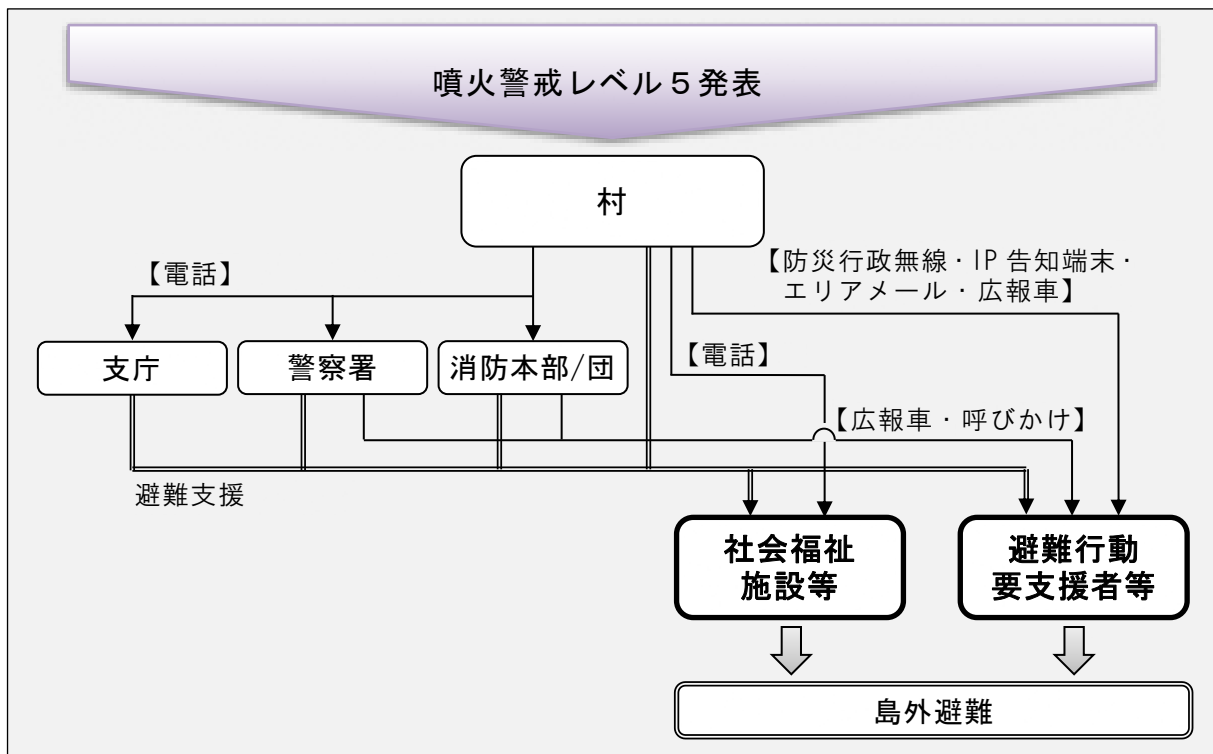 噴火警戒レベル５発表
村
【防災行政無線・IP告知端末・
エリアメール・広報車】
【電話】
支庁
警察署
消防本部/団
【電話】
【広報車・呼びかけ】
避難支援
社会福祉
施設等
避難行動
要支援者等
島外避難